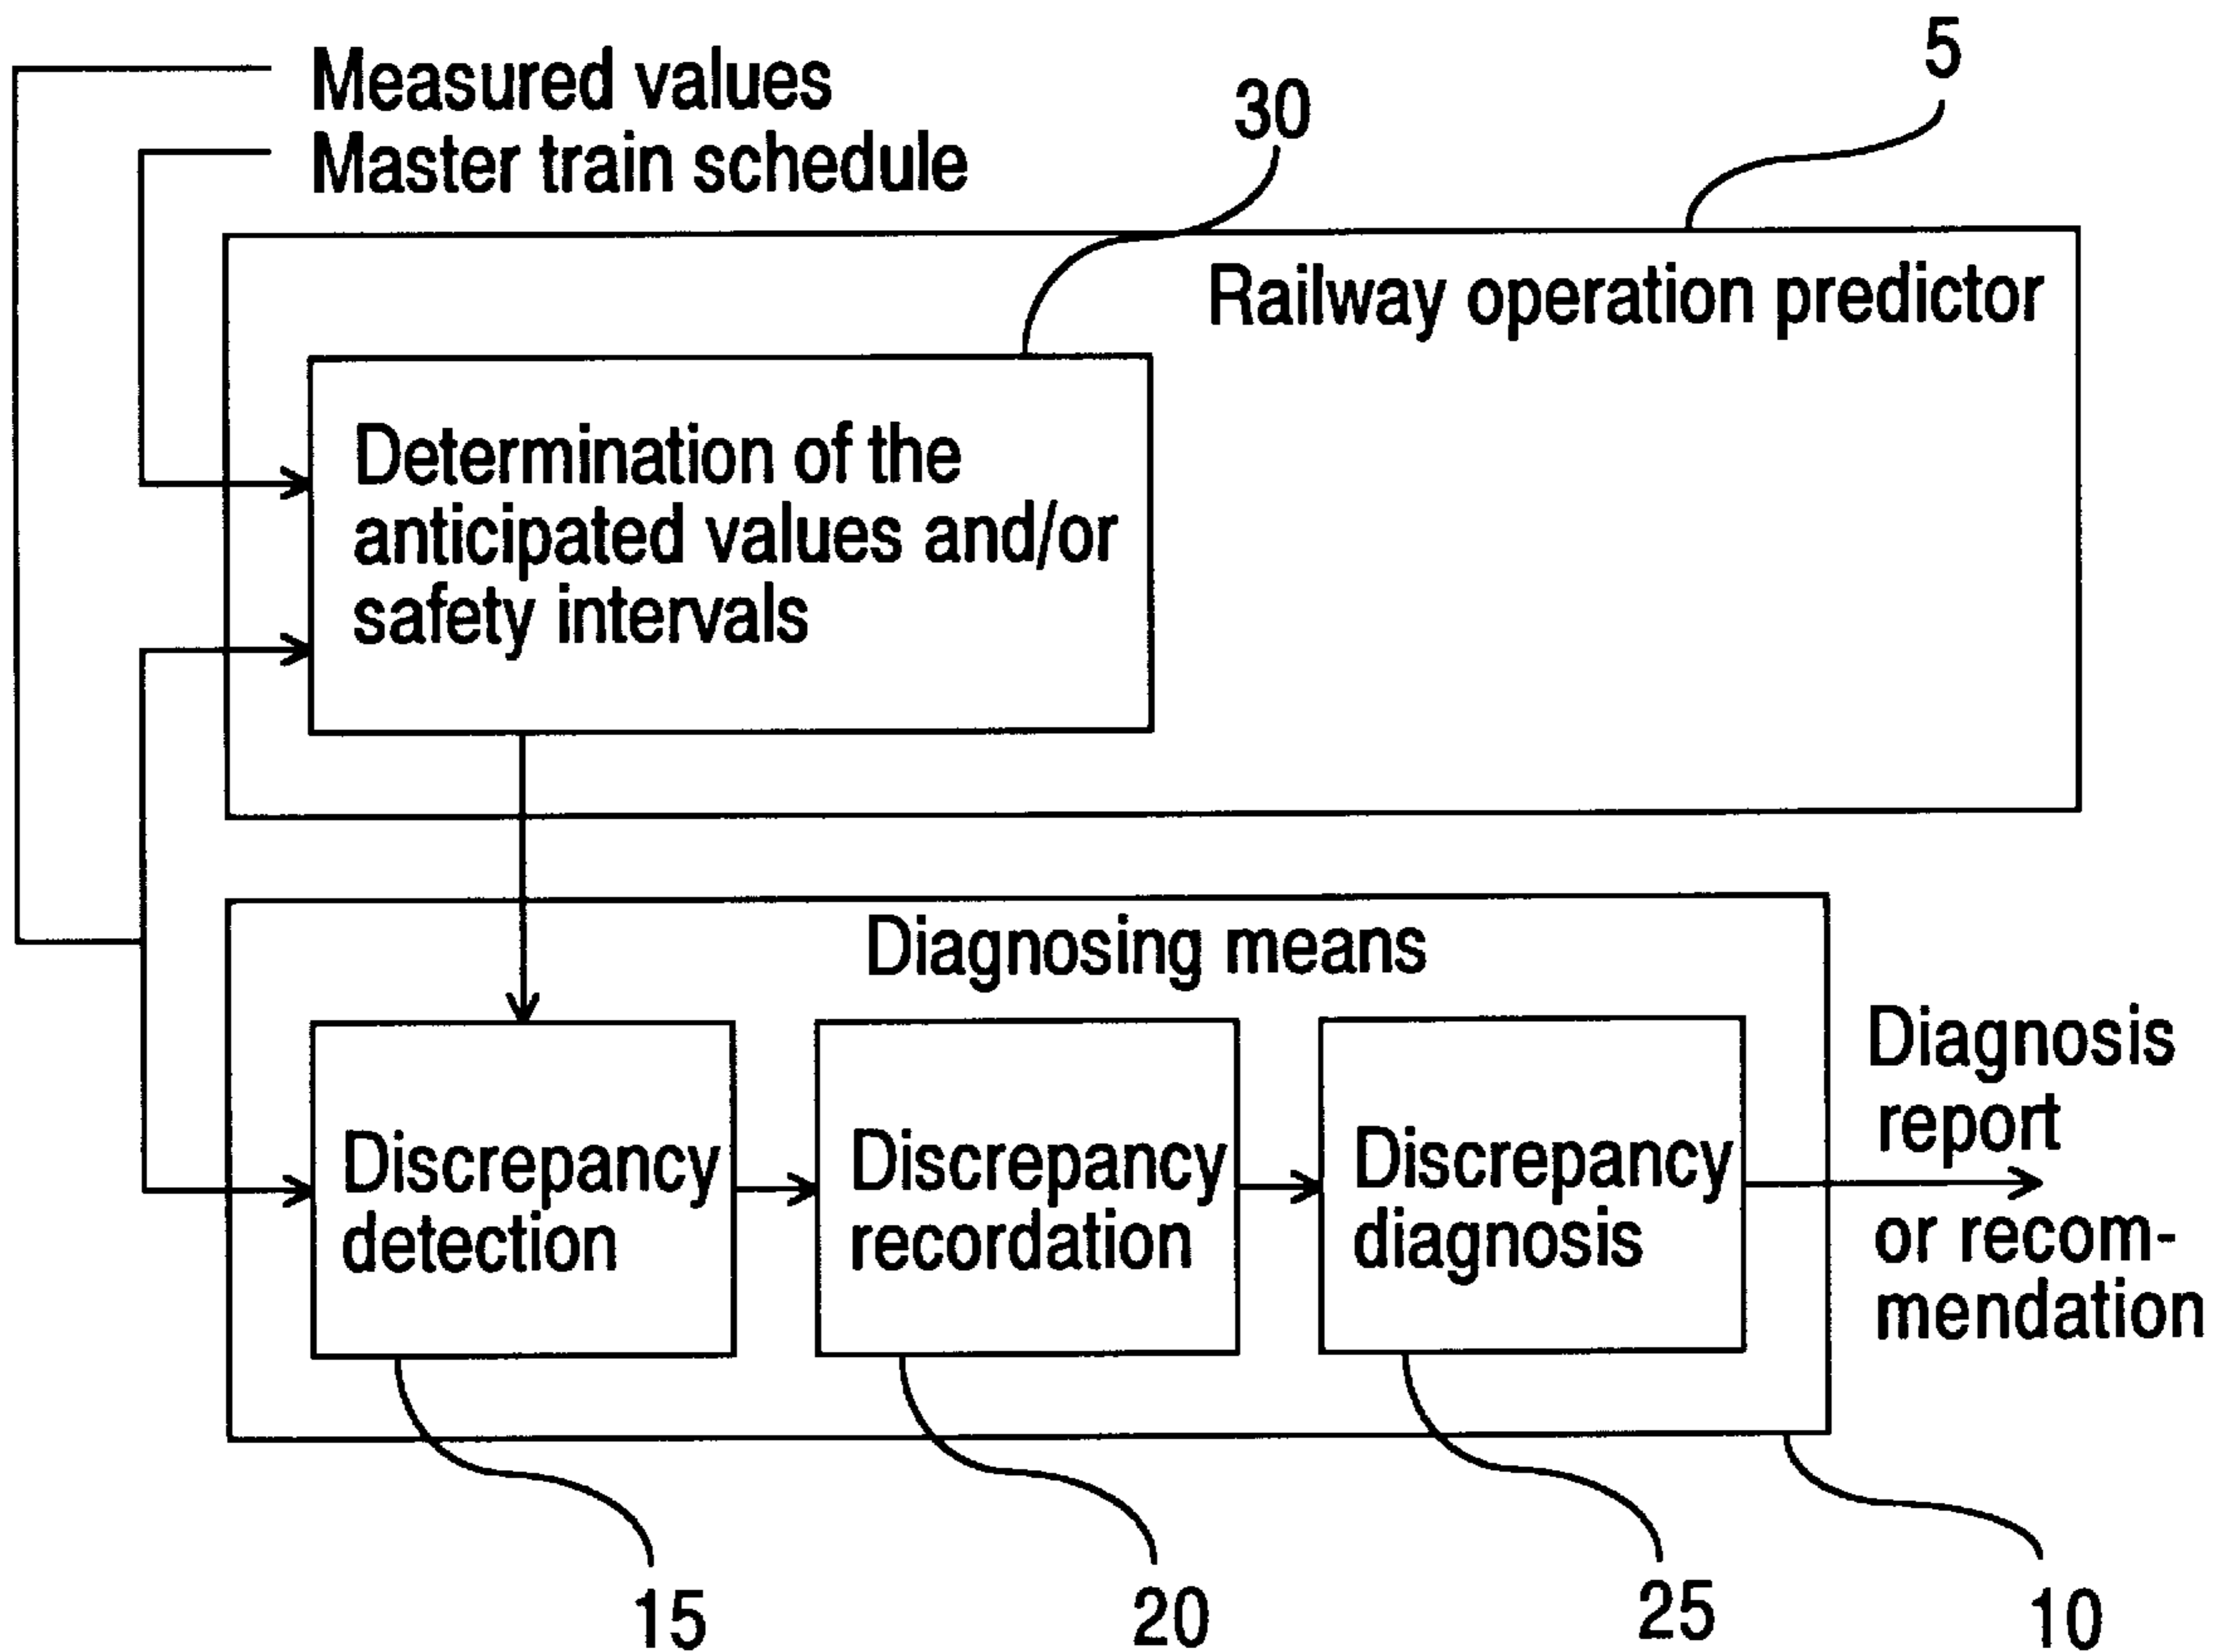 5
Measured values
30
Master train schedule
Railway operation predictor
Determination of the
anticipated values and/or
safety intervals
Diagnosing means
Diagnosis
report
or recom-
mendation
Discrepancy
detection
Discrepancy
recordation
Discrepancy
diagnosis
15
20
25
10